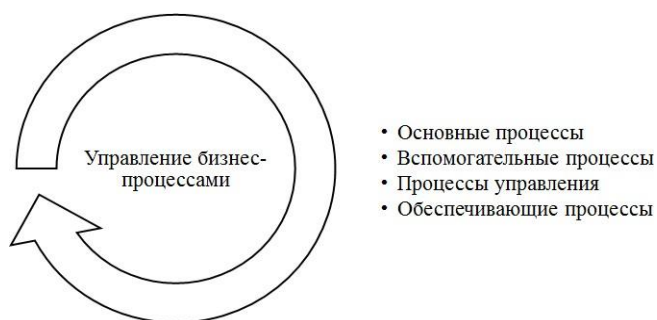 Управление бизнес-
процессами
• Основные процессы
• Вспомогательные процессы
• Процессы управления
• Обеспечивающие процессы